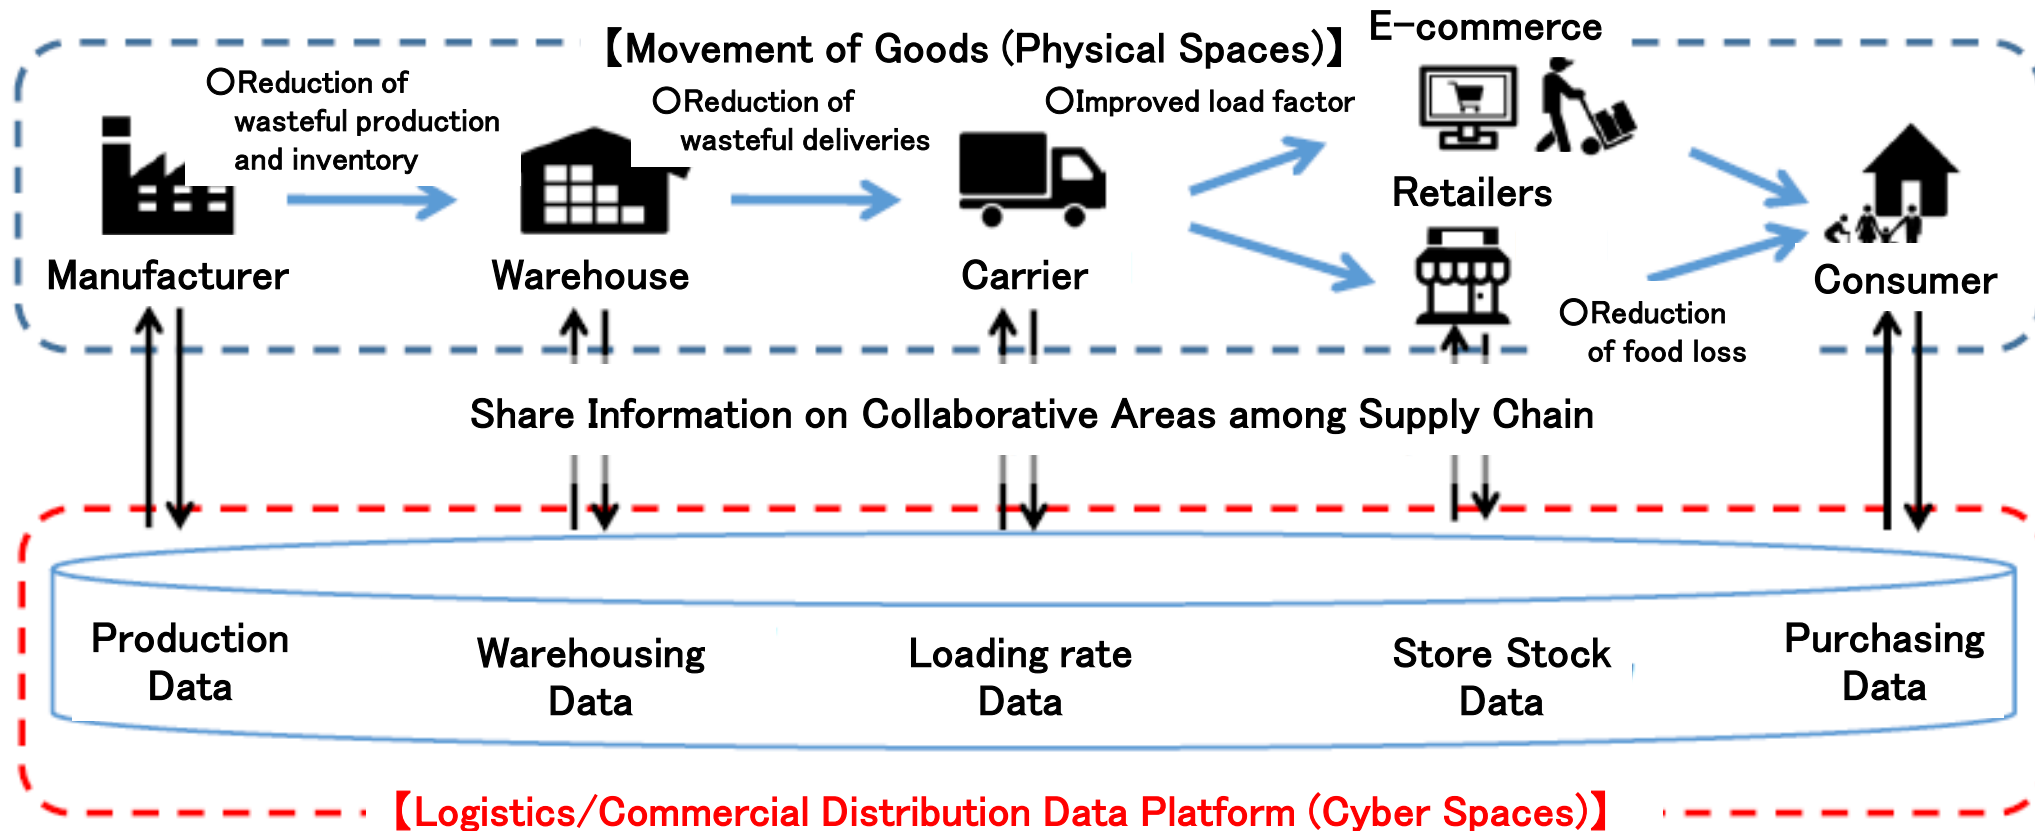 【Movement of Goods (Physical Spaces)】
E-commerce
○Reduction of
wasteful production
and inventory
○Reduction of
wasteful deliveries
○Improved load factor
Retailers
Manufacturer
Warehouse
Carrier
Consumer
○Reduction
of food loss
Share Information on Collaborative Areas among Supply Chain
Production
Data
Warehousing
Data
Loading rate
Data
Store Stock
Data
Purchasing
Data
【Logistics/Commercial Distribution Data Platform (Cyber Spaces)】